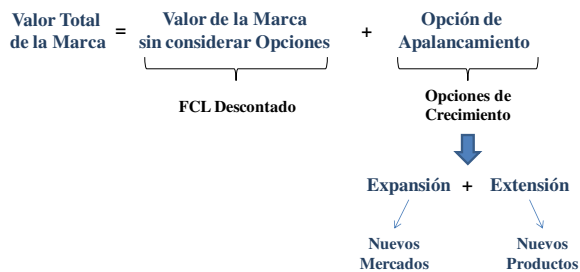 Valor Total de la Marca = Valor de la Marca sin considerar Opciones + Opción de Apalancamiento
FCL Descontado
Opciones de
Crecimiento
Expansión + Extensión
Nuevos
Mercados
Nuevos
Productos